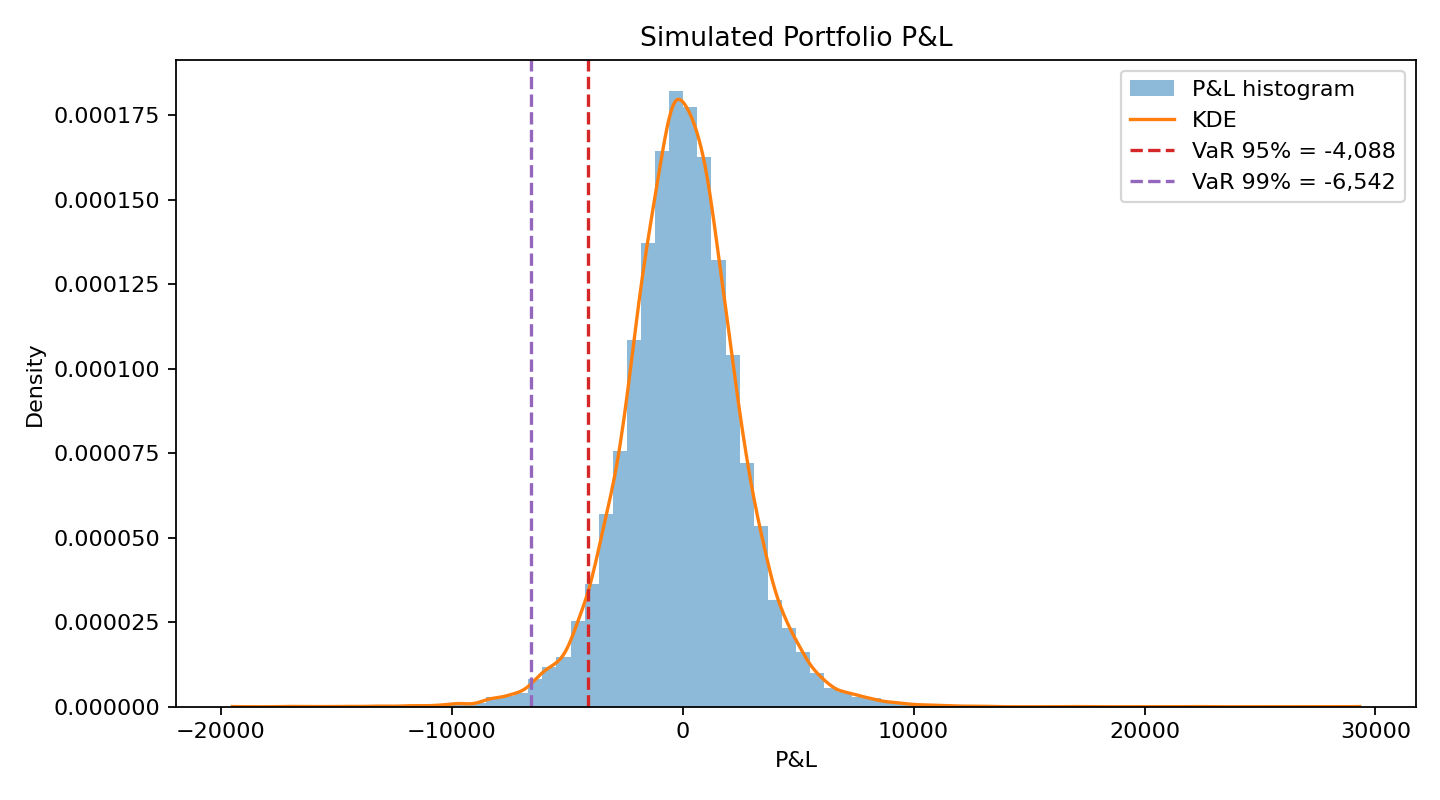 Simulated Portfolio P&L
P&L histogram
KDE
VaR 95% = -4,088
VaR 99% = -6,542
0.000175
0.000150
0.000125
0.000100
0.000075
0.000050
0.000025
0.000000
Density
−20000
−10000
0
10000
20000
30000
P&L